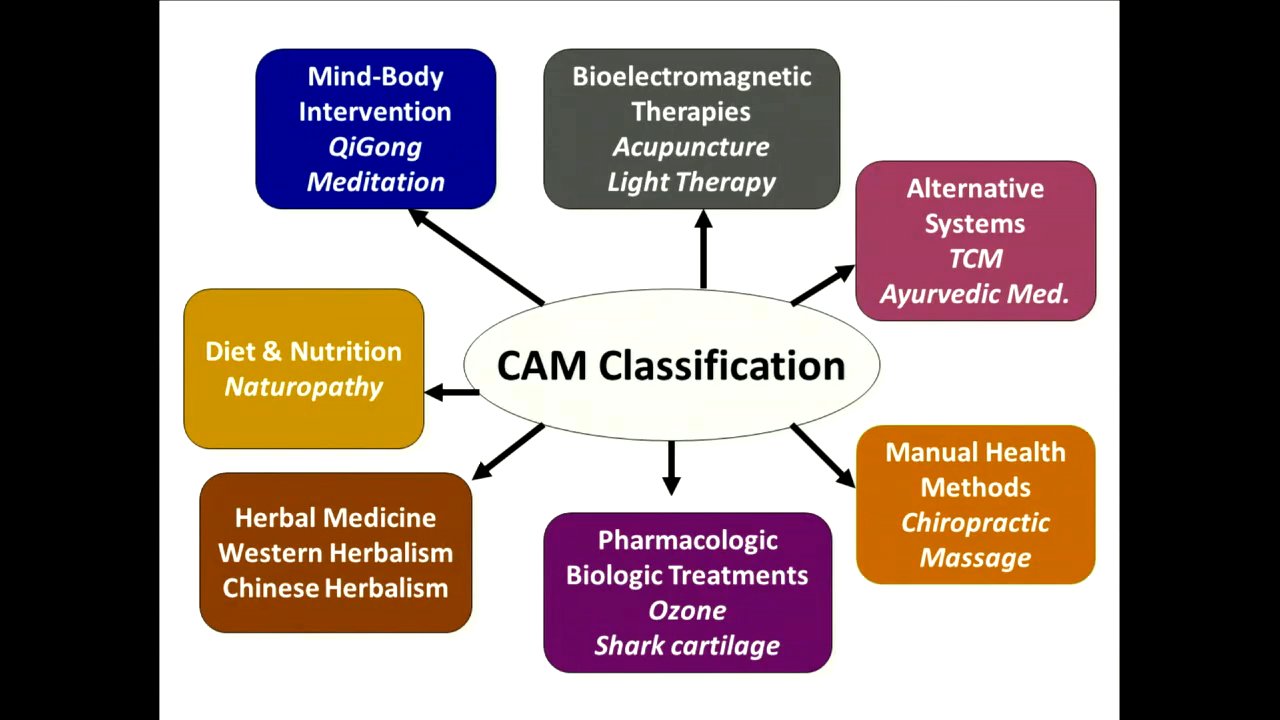 Mind-Body
Intervention
QiGong
Meditation
Bioelectromagnetic
Therapies
Acupuncture
Light Therapy
Alternative
Systems
TCM
Ayurvedic Med.
Diet & Nutrition
Naturopathy
CAM Classification
Manual Health
Methods
Chiropractic
Massage
Herbal Medicine
Western Herbalism
Chinese Herbalism
Pharmacologic
Biologic Treatments
Ozone
Shark cartilage